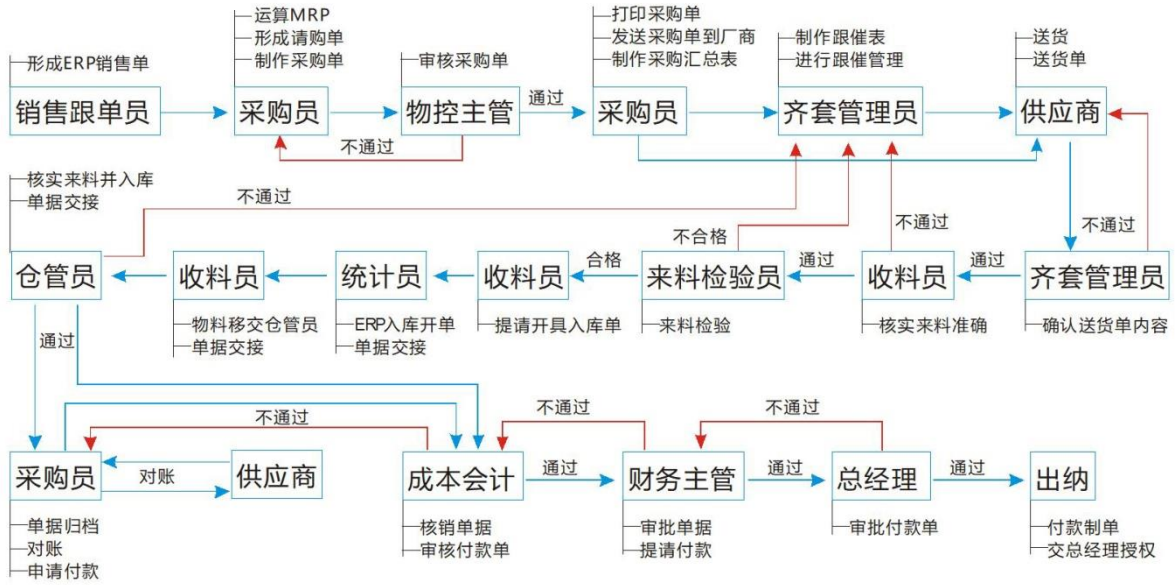 形成ERP销售单
销售跟单员
运算MRP
形成请购单
制作采购单
采购员
审核采购单
物控主管
不通过
通过
打印采购单
发送采购单到厂商
制作采购汇总表
采购员
制作跟催表
进行跟催管理
齐套管理员
送货
送货单
供应商
核实来料并入库
单据交接
仓管员
不通过
收料员
物料移交仓管员
单据交接
统计员
ERP入库开单
单据交接
收料员
提请开具入库单
合格
不合格
来料检验员
来料检验
通过
不通过
收料员
核实来料准确
通过
不通过
齐套管理员
确认送货单内容
通过
不通过
采购员
单据归档
对账
申请付款
对账
供应商
成本会计
核销单据
审核付款单
不通过
通过
财务主管
审批单据
提请付款
不通过
通过
总经理
审批付款单
通过
出纳
付款制单
交总经理授权